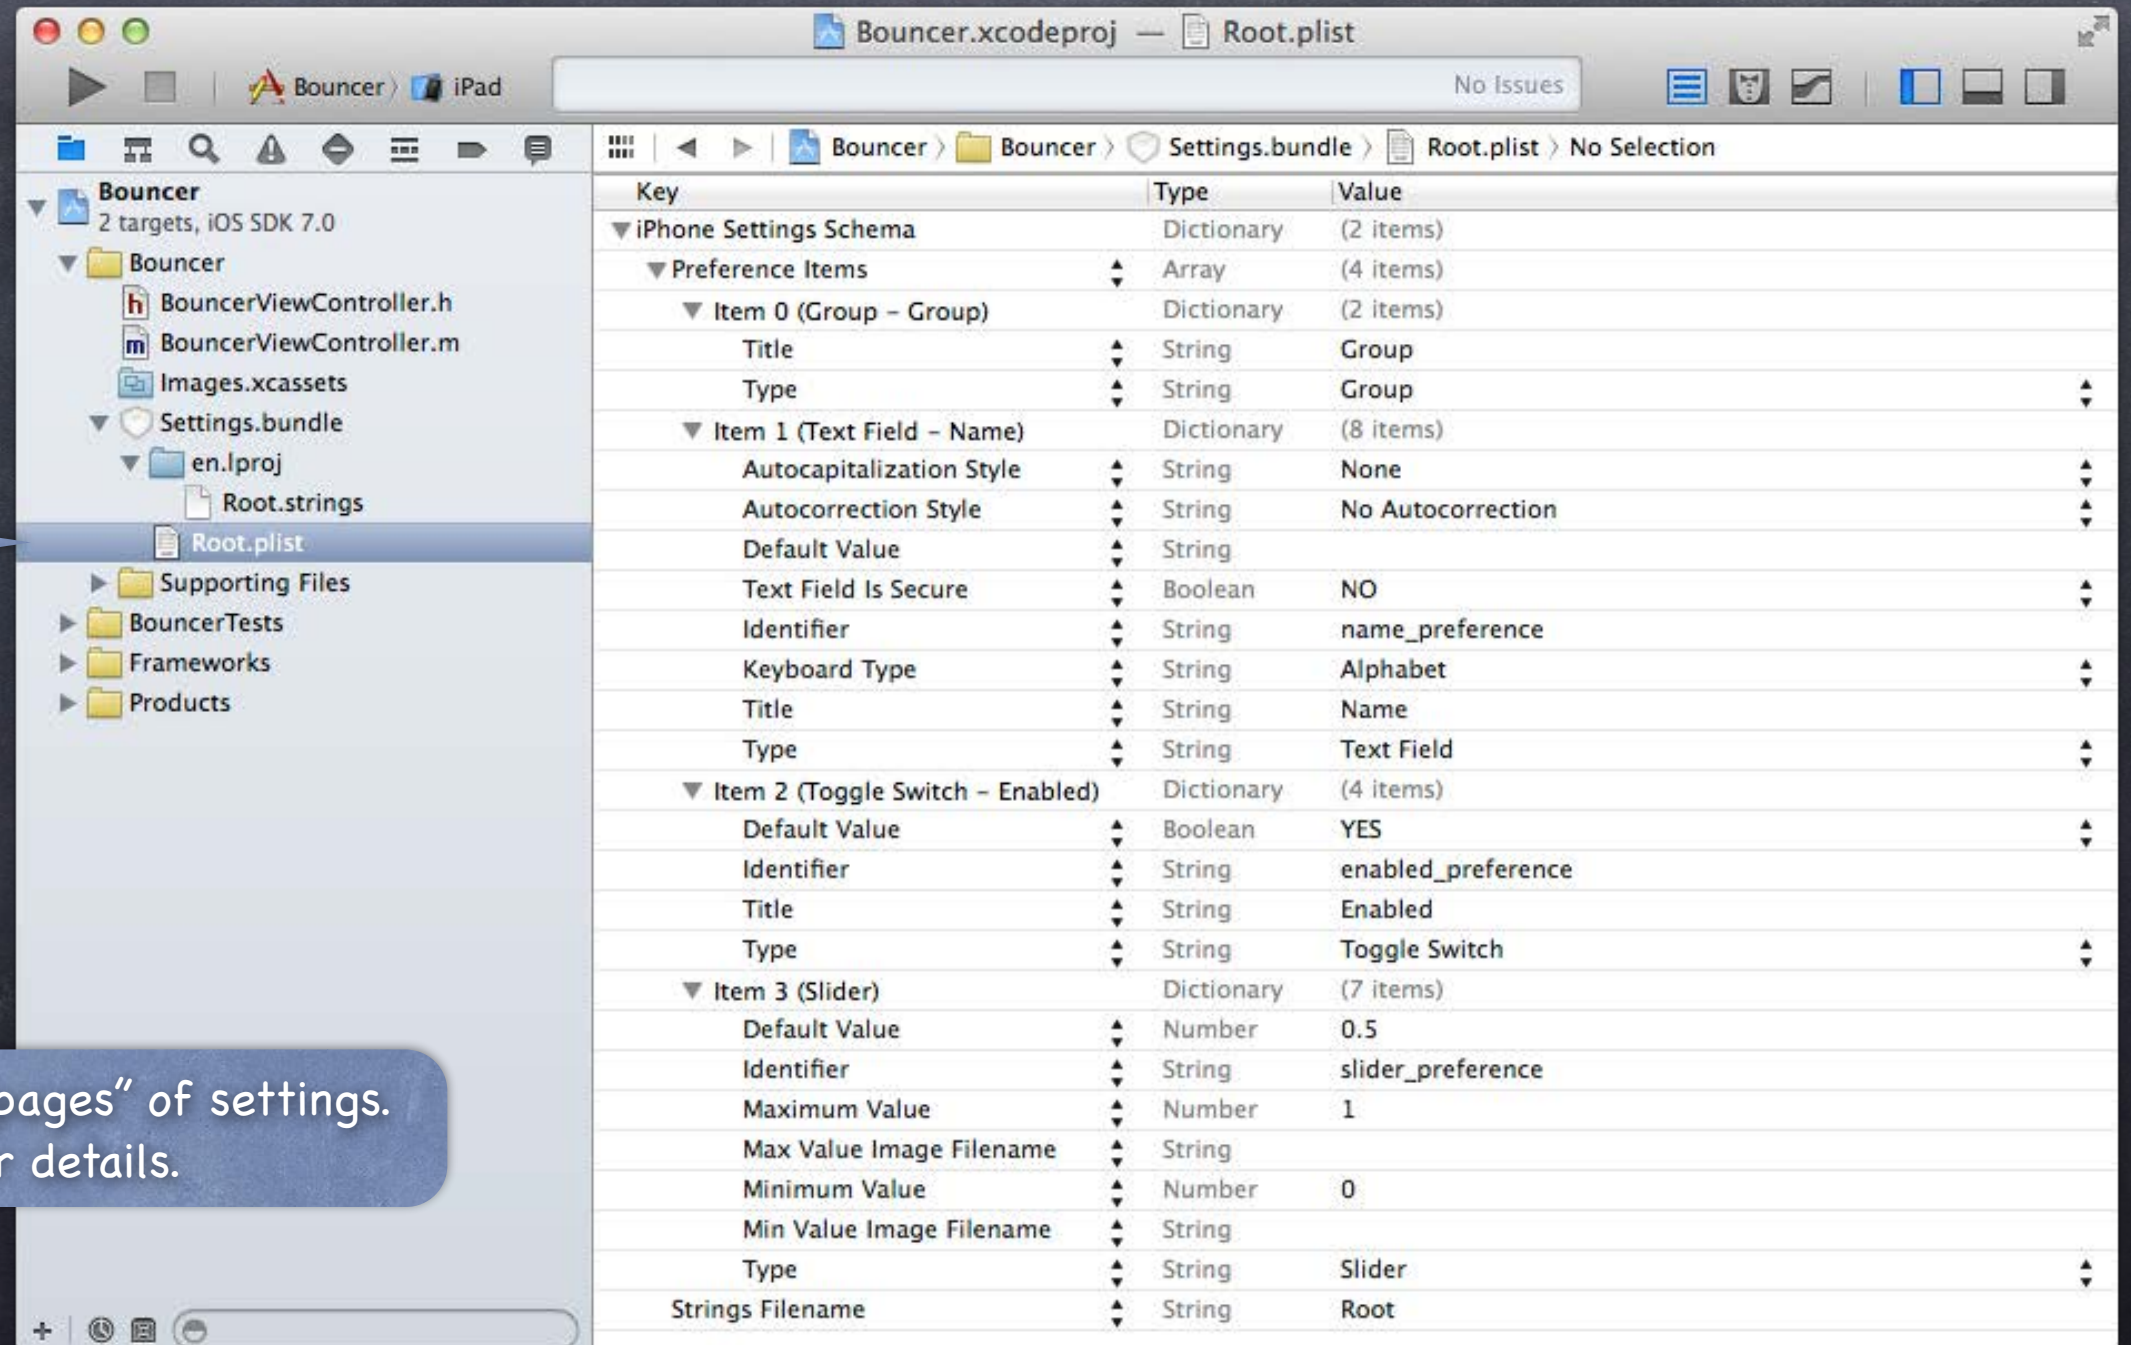 Bouncer.xcodeproj — Root.plist
Bouncer 〉 iPad
No Issues
Bouncer 〉 Bouncer 〉 Settings.bundle 〉 Root.plist 〉 No Selection
Bouncer
2 targets, iOS SDK 7.0
Bouncer
h BouncerViewController.h
m BouncerViewController.m
Images.xcassets
Settings.bundle
en.lproj
Root.strings
Root.plist
Supporting Files
BouncerTests
Frameworks
Products
Key Type Value
iPhone Settings Schema Dictionary (2 items)
Preference Items Array (4 items)
Item 0 (Group – Group) Dictionary (2 items)
Title String Group
Type String Group
Item 1 (Text Field – Name) Dictionary (8 items)
Autocapitalization Style String None
Autocorrection Style String No Autocorrection
Default Value String
Text Field Is Secure Boolean NO
Identifier String name_preference
Keyboard Type String Alphabet
Title String Name
Type String Text Field
Item 2 (Toggle Switch – Enabled) Dictionary (4 items)
Default Value Boolean YES
Identifier String enabled_preference
Title String Enabled
Type String Toggle Switch
Item 3 (Slider) Dictionary (7 items)
Default Value Number 0.5
Identifier String slider_preference
Maximum Value Number 1
Max Value Image Filename String
Minimum Value Number 0
Min Value Image Filename String
Type String Slider
Strings Filename String Root
pages” of settings.
r details.